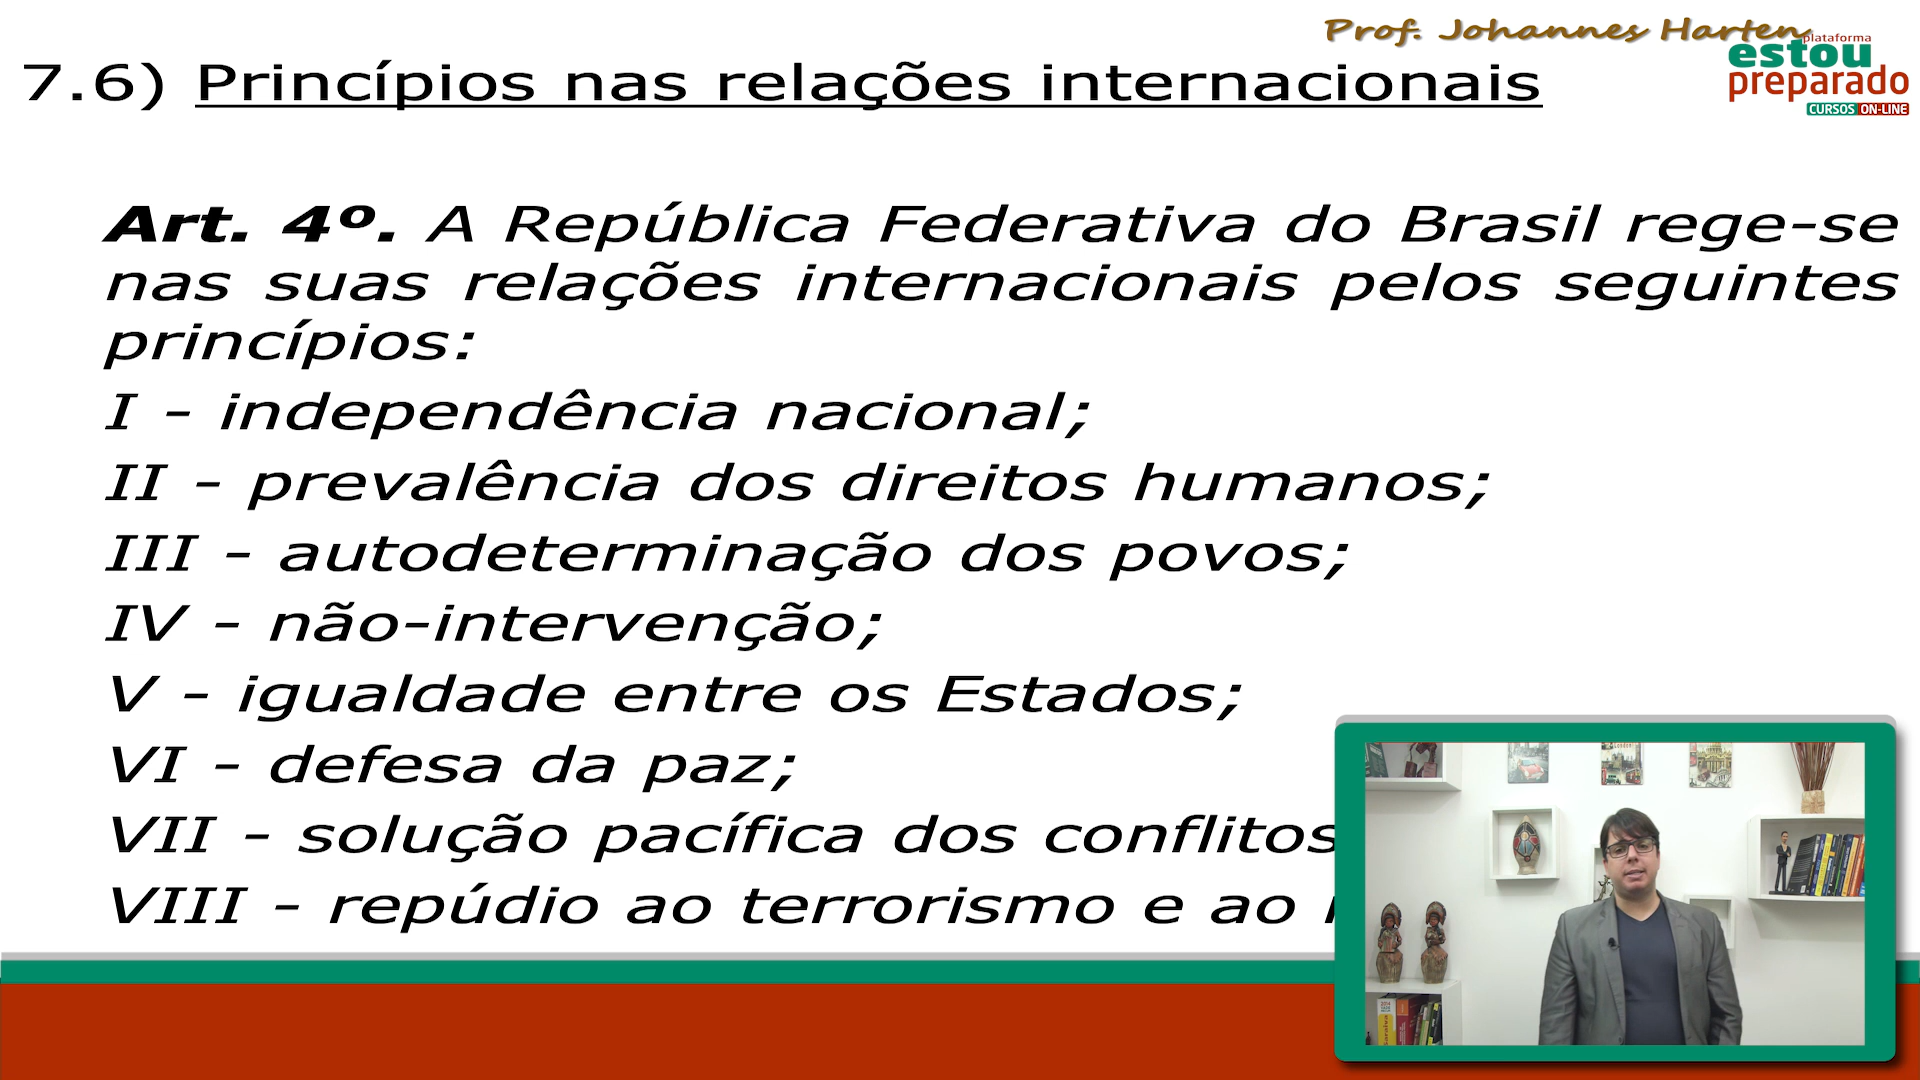 Prof. Johannes Harten
plataforma
estou
preparado
CURSOS ON-LINE
7.6) Princípios nas relações internacionais
Art. 4º. A República Federativa do Brasil rege-se
nas suas relações internacionais pelos seguintes
princípios:
I - independência nacional;
II - prevalência dos direitos humanos;
III - autodeterminação dos povos;
IV - não-intervenção;
V - igualdade entre os Estados;
VI - defesa da paz;
VII - solução pacífica dos conflitos
VIII - repúdio ao terrorismo e ao
London